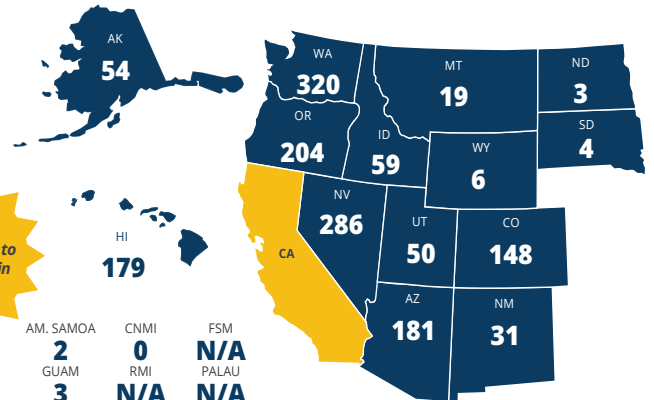 AK
54
WA
320
MT
19
ND
3
OR
204
ID
59
SD
4
WY
6
NV
286
UT
50
CO
148
HI
179
to
in
CA
AZ
181
NM
31
AM. SAMOA CNMI FSM
2 0 N/A
GUAM RMI PALAU
3 N/A N/A